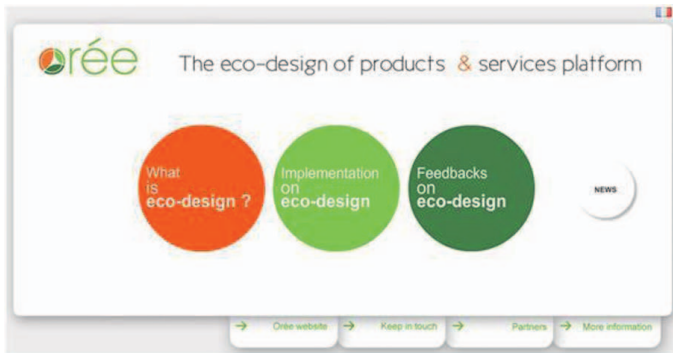 orée
The eco-design of products & services platform
What
is
eco-design ?
Implementation
on
eco-design
Feedbacks
on
eco-design
NEWS
Orée website
Keep in touch
Partners
More information